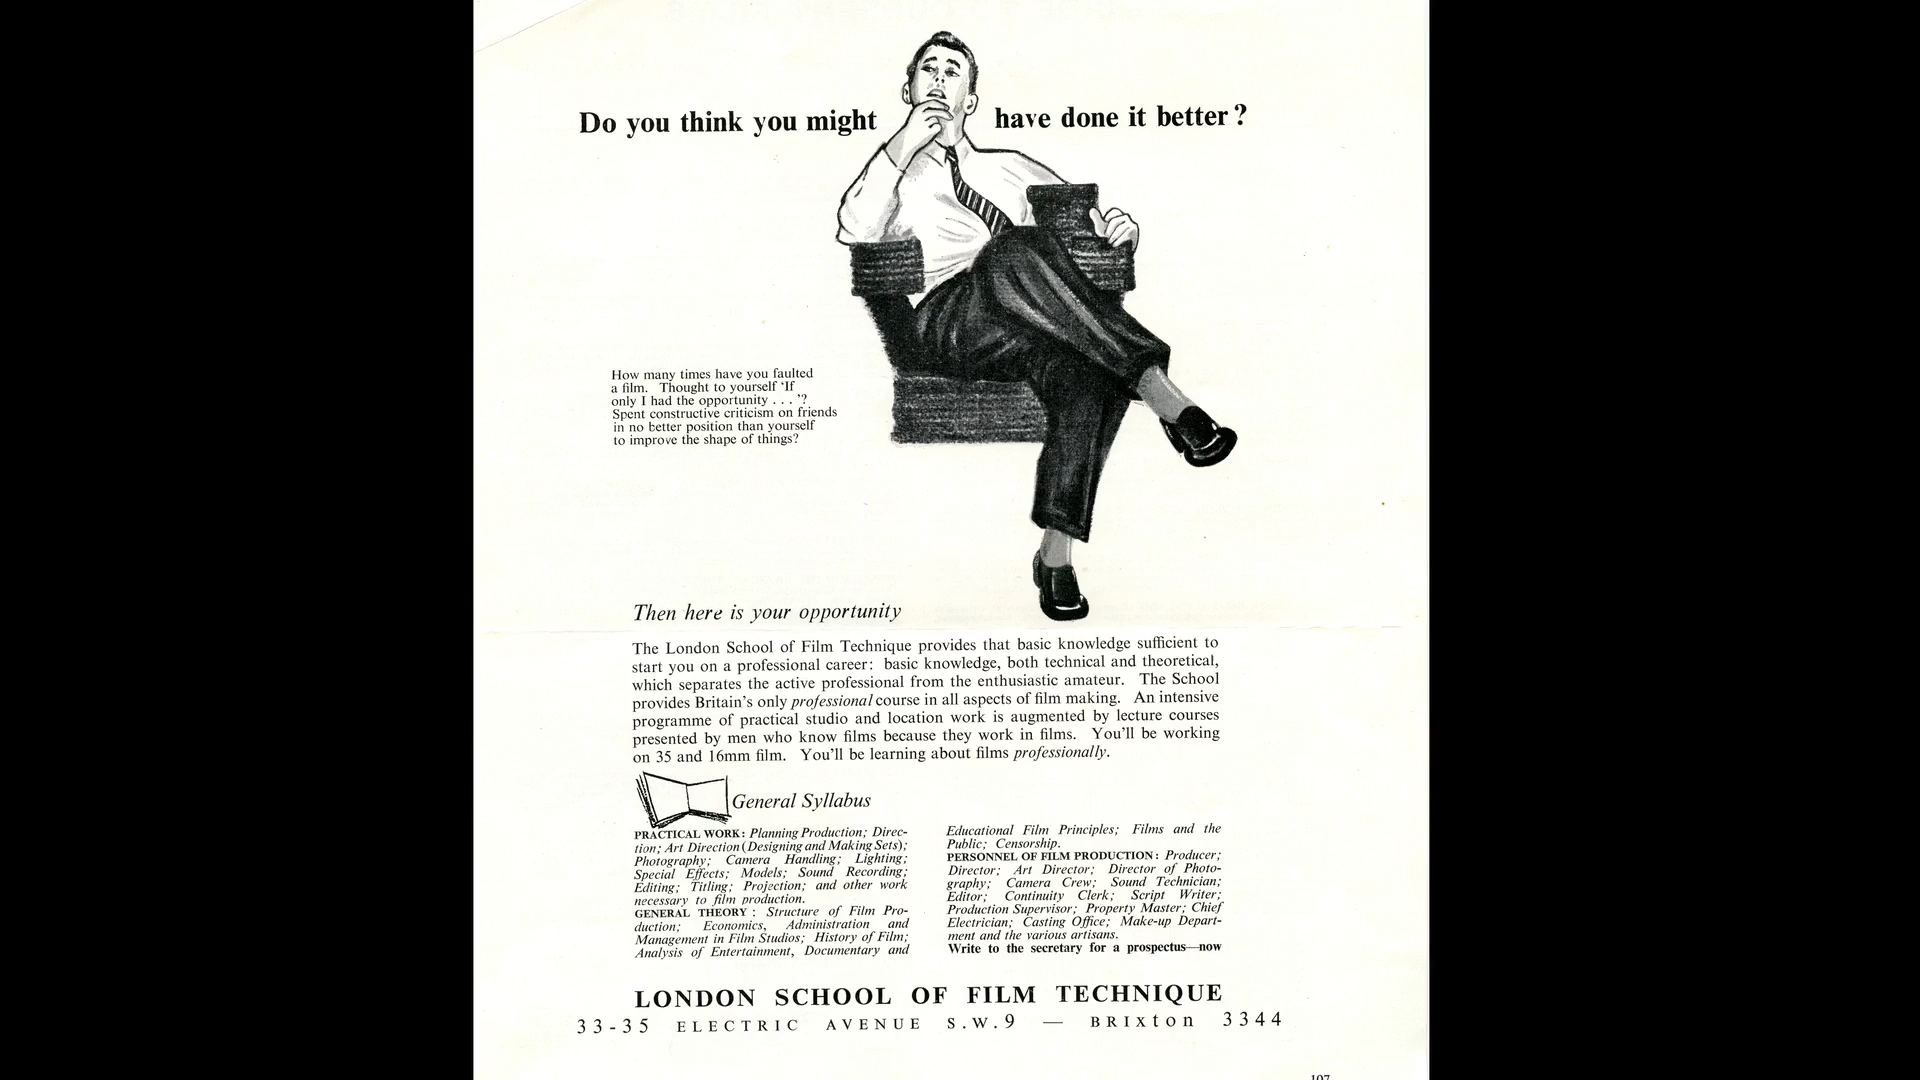 Do you think you might have done it better?
How many times have you faulted
a film. Thought to yourself ‘If
only I had the opportunity . . . ’?
Spent constructive criticism on friends
in no better position than yourself
to improve the shape of things?
Then here is your opportunity
The London School of Film Technique provides that basic knowledge sufficient to
start you on a professional career: basic knowledge, both technical and theoretical,
which separates the active professional from the enthusiastic amateur. The School
provides Britain’s only professional course in all aspects of film making. An intensive
programme of practical studio and location work is augmented by lecture courses
presented by men who know films because they work in films. You’ll be working
on 35 and 16mm film. You’ll be learning about films professionally.
General Syllabus
PRACTICAL WORK: Planning Production; Direc-
tion; Art Direction (Designing and Making Sets);
Photography; Camera Handling; Lighting;
Special Effects; Models; Sound Recording;
Editing; Titling; Projection; and other work
necessary to film production.
GENERAL THEORY: Structure of Film Pro-
duction; Economics, Administration and
Management in Film Studios; History of Film;
Analysis of Entertainment, Documentary and
Educational Film Principles; Films and the
Public; Censorship.
PERSONNEL OF FILM PRODUCTION: Producer;
Director; Art Director; Director of Photo-
graphy; Camera Crew; Sound Technician;
Editor; Continuity Clerk; Script Writer;
Production Supervisor; Property Master; Chief
Electrician; Casting Office; Make-up Depart-
ment and the various artisans.
Write to the secretary for a prospectus—now
LONDON SCHOOL OF FILM TECHNIQUE
33-35 ELECTRIC AVENUE S.W.9 — BRIxton 3344